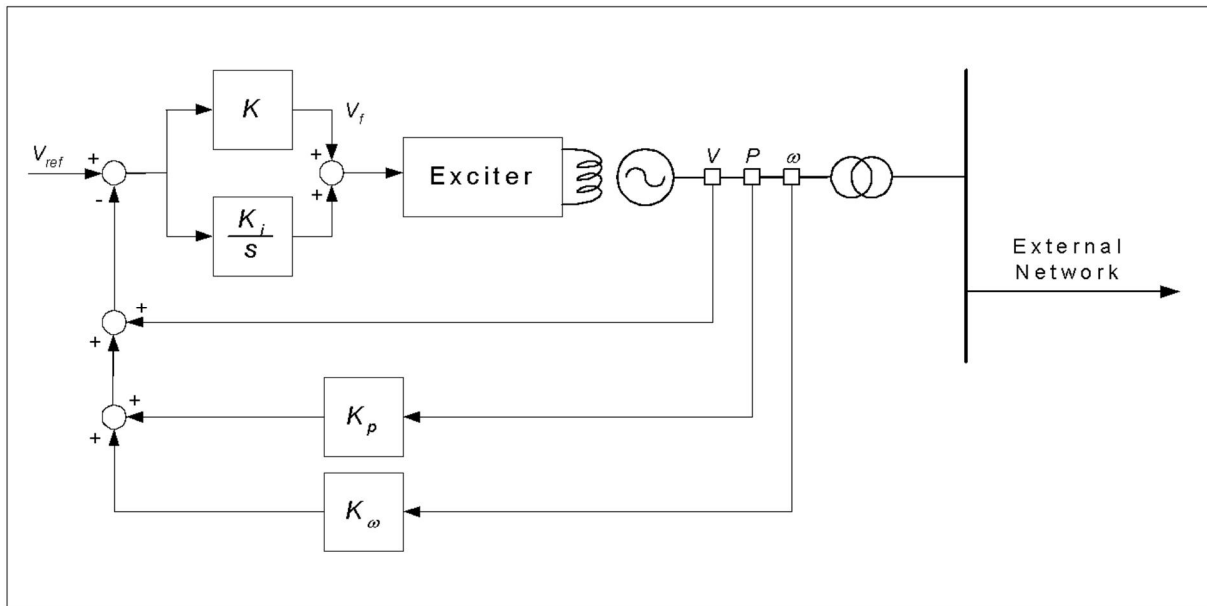 K
V_f
V_ref
+
-
+
+
Exciter
V
P
ω
K_i
s
External
Network
+
+
K_p
+
+
K_ω